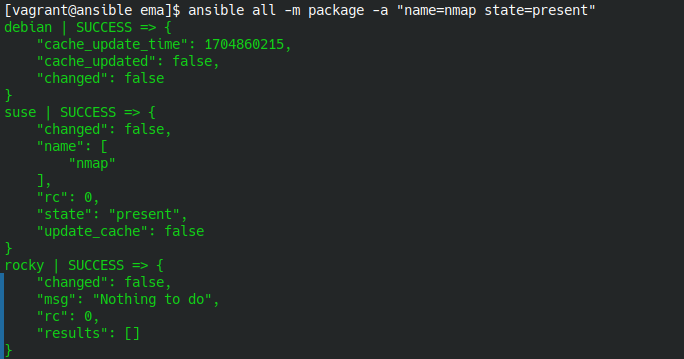 [vagrant@ansible ema]$ ansible all -m package -a "name=nmap state=present"
debian | SUCCESS => {
    "cache_update_time": 1704860215,
    "cache_updated": false,
    "changed": false
}
suse | SUCCESS => {
    "changed": false,
    "name": [
        "nmap"
    ],
    "rc": 0,
    "state": "present",
    "update_cache": false
}
rocky | SUCCESS => {
    "changed": false,
    "msg": "Nothing to do",
    "rc": 0,
    "results": []
}